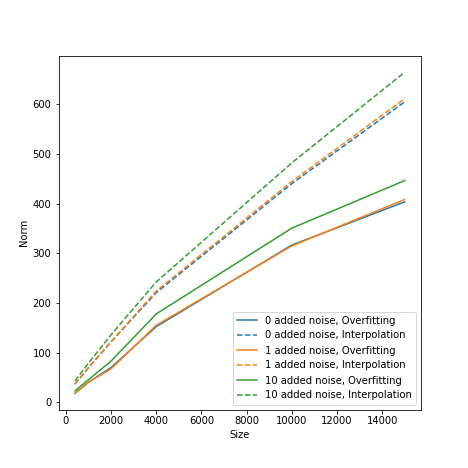 600
500
400
300
200
100
0
Norm
0 added noise, Overfitting
0 added noise, Interpolation
1 added noise, Overfitting
1 added noise, Interpolation
10 added noise, Overfitting
10 added noise, Interpolation
0 2000 4000 6000 8000 10000 12000 14000
Size